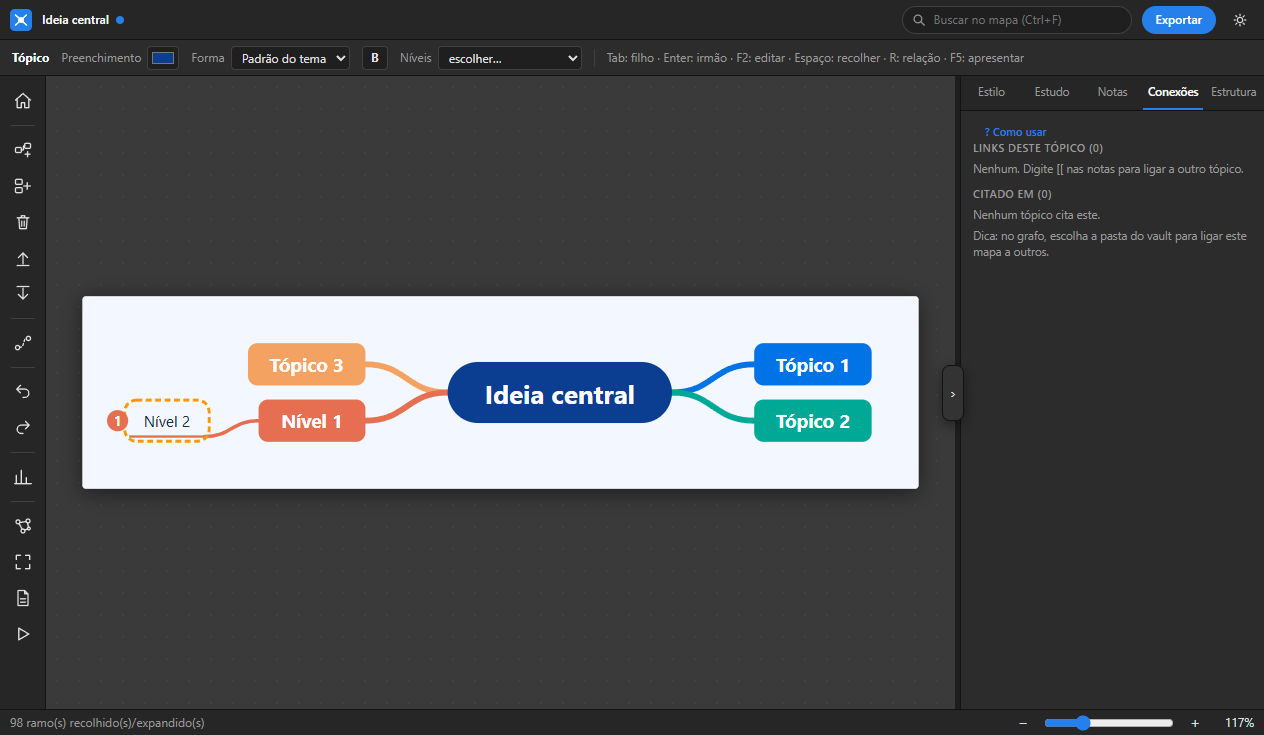 Ideia central
Buscar no mapa (Ctrl+F)
Exportar
Tópico
Preenchimento
Forma
Padrão do tema
B
Níveis
escolher...
Tab: filho · Enter: irmão · F2: editar · Espaço: recolher · R: relação · F5: apresentar
Estilo
Estudo
Notas
Conexões
Estrutura
? Como usar
LINKS DESTE TÓPICO (0)
Nenhum. Digite [[ nas notas para ligar a outro tópico.
CITADO EM (0)
Nenhum tópico cita este.
Dica: no grafo, escolha a pasta do vault para ligar este
mapa a outros.
Tópico 3
Tópico 1
Ideia central
1
Nível 2
Nível 1
Tópico 2
98 ramo(s) recolhido(s)/expandido(s)
117%